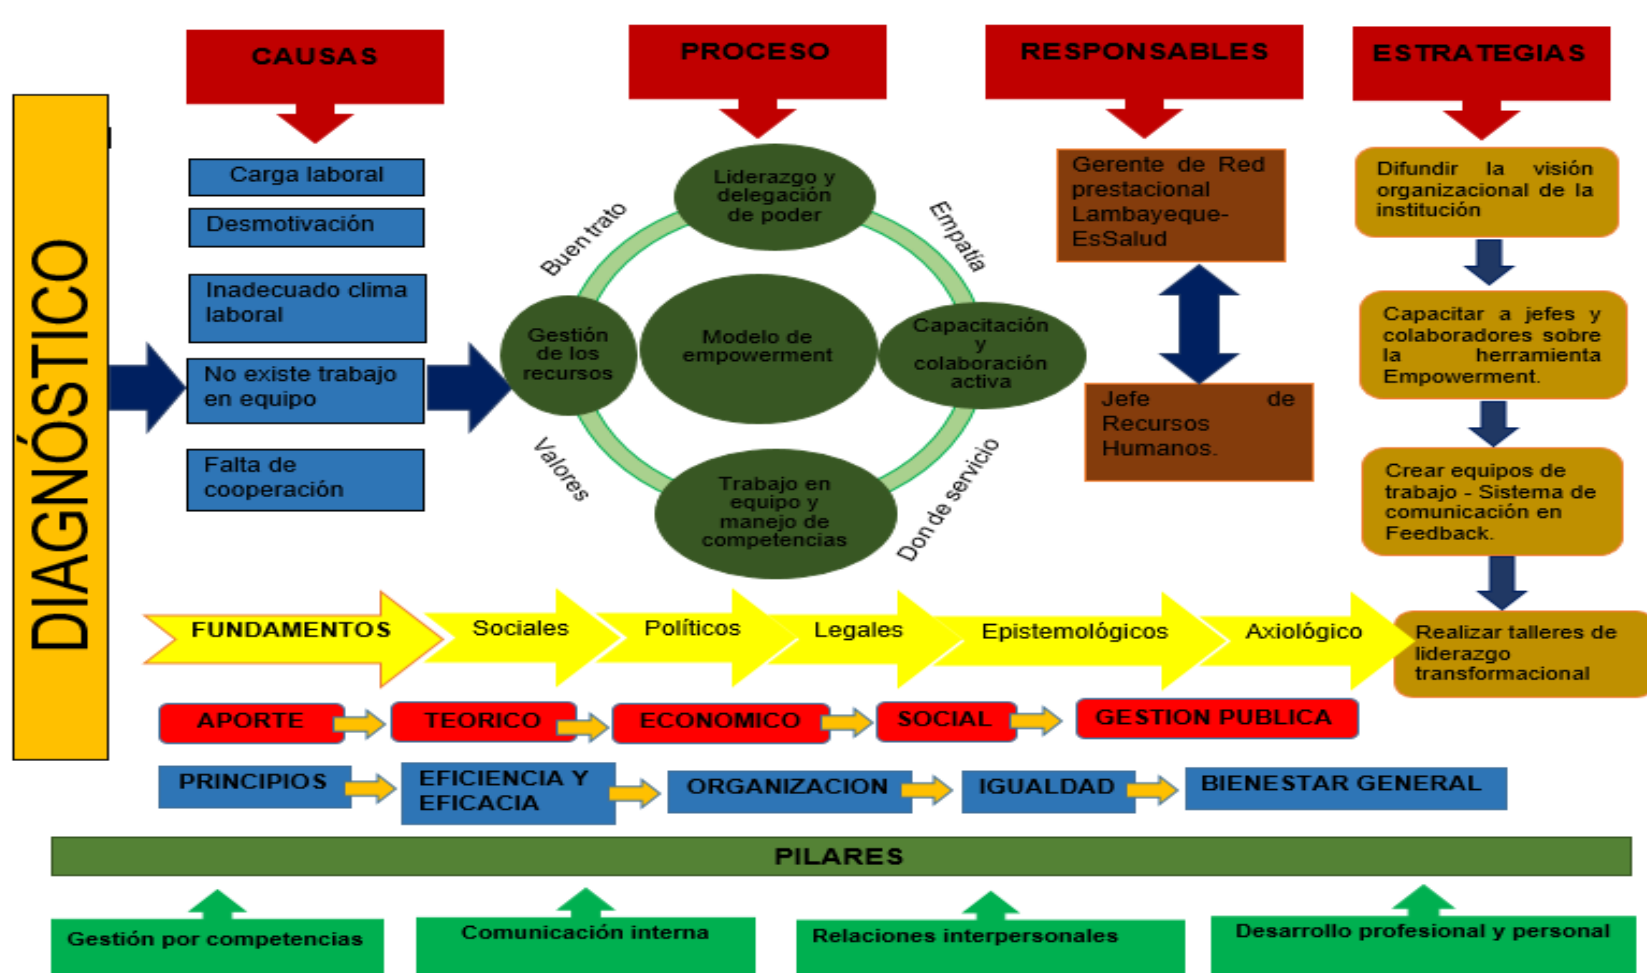 CAUSAS
PROCESO
RESPONSABLES
ESTRATEGIAS
DIAGNÓSTICO
Carga laboral
Desmotivación
Inadecuado clima
laboral
No existe trabajo
en equipo
Falta de
cooperación
Liderazgo y
delegación
de poder
Buen trato
Empatía
Gestión
de los
recursos
Modelo de
empowerment
Capacitación
y
colaboración
activa
Valores
Trabajo en
equipo y
manejo de
competencias
Don de servicio
Gerente de Red
prestacional
Lambayeque-
EsSalud
Jefe de
Recursos
Humanos.
Difundir la visión
organizacional de la
institución
Capacitar a jefes y
colaboradores sobre
la herramienta
Empowerment.
Crear equipos de
trabajo - Sistema de
comunicación en
Feedback.
Realizar talleres de
liderazgo
transformacional
FUNDAMENTOS
Sociales
Políticos
Legales
Epistemológicos
Axiológico
APORTE
TEORICO
ECONOMICO
SOCIAL
GESTION PUBLICA
PRINCIPIOS
EFICIENCIA Y
EFICACIA
ORGANIZACION
IGUALDAD
BIENESTAR GENERAL
PILARES
Gestión por competencias
Comunicación interna
Relaciones interpersonales
Desarrollo profesional y personal